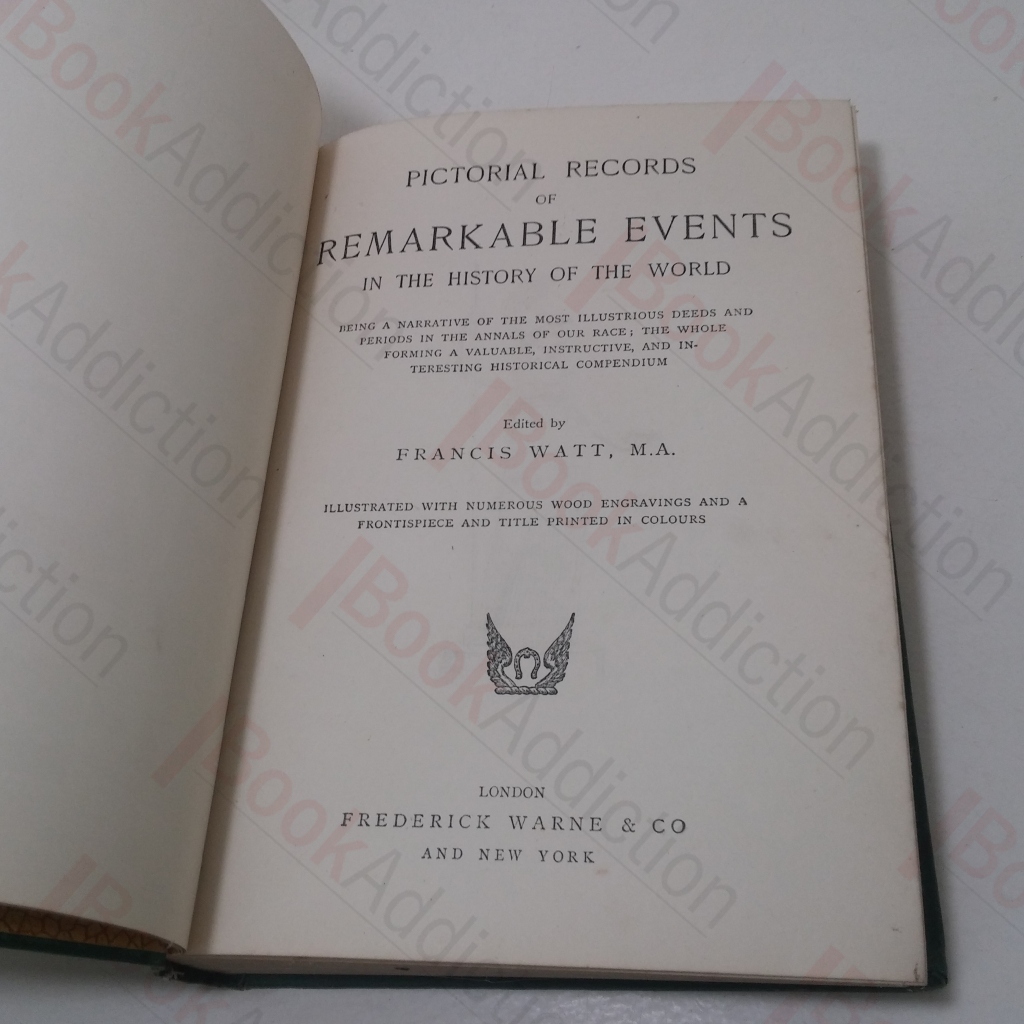 PICTORIAL RECORDS
OF
REMARKABLE EVENTS
IN THE HISTORY OF THE WORLD
BEING A NARRATIVE OF THE MOST ILLUSTRIOUS DEEDS AND
PERIODS IN THE ANNALS OF OUR RACE; THE WHOLE
FORMING A VALUABLE, INSTRUCTIVE, AND IN-
TERESTING HISTORICAL COMPENDIUM
Edited by
FRANCIS WATT, M.A.
ILLUSTRATED WITH NUMEROUS WOOD ENGRAVINGS AND A
FRONTISPIECE AND TITLE PRINTED IN COLOURS
LONDON
FREDERICK WARNE & CO
AND NEW YORK
BookAddiction